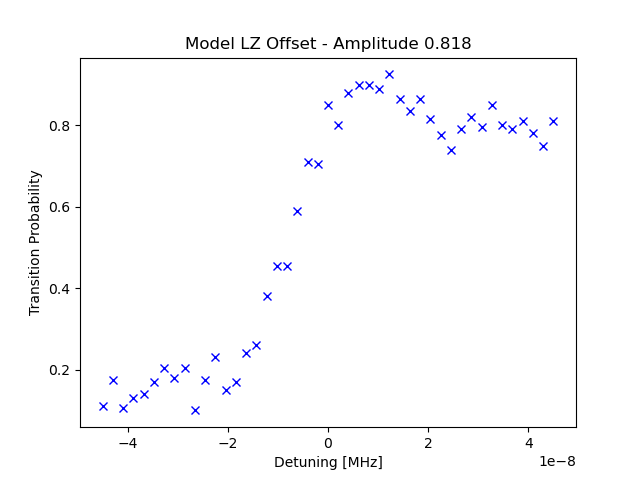 Model LZ Offset - Amplitude 0.818
Transition Probability
0.8
0.6
0.4
0.2
−4
−2
0
2
4
1e−8
Detuning [MHz]